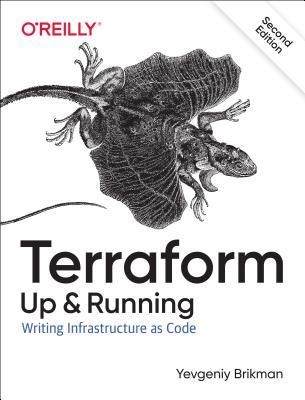 O'REILLY®
Second
Edition
Terraform
Up & Running
Writing Infrastructure as Code
Yevgeniy Brikman